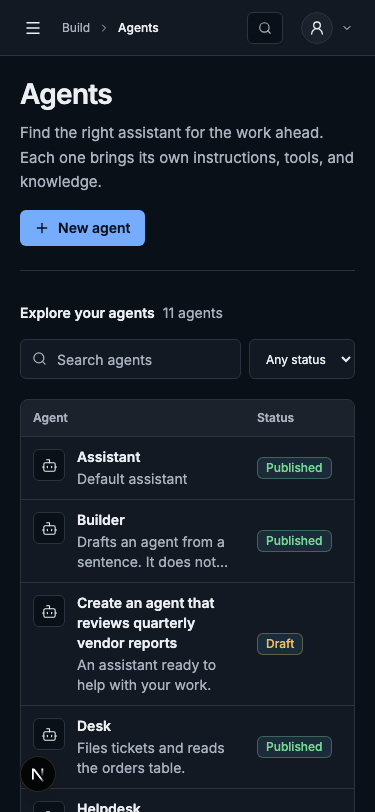 Build > Agents
Agents
Find the right assistant for the work ahead.
Each one brings its own instructions, tools, and
knowledge.
+ New agent
Explore your agents 11 agents
Search agents Any status
Agent Status
Assistant
Default assistant
Published
Builder
Drafts an agent from a
sentence. It does not...
Published
Create an agent that
reviews quarterly
vendor reports
An assistant ready to
help with your work.
Draft
Desk
Files tickets and reads
the orders table.
Published
N
Helpdesk